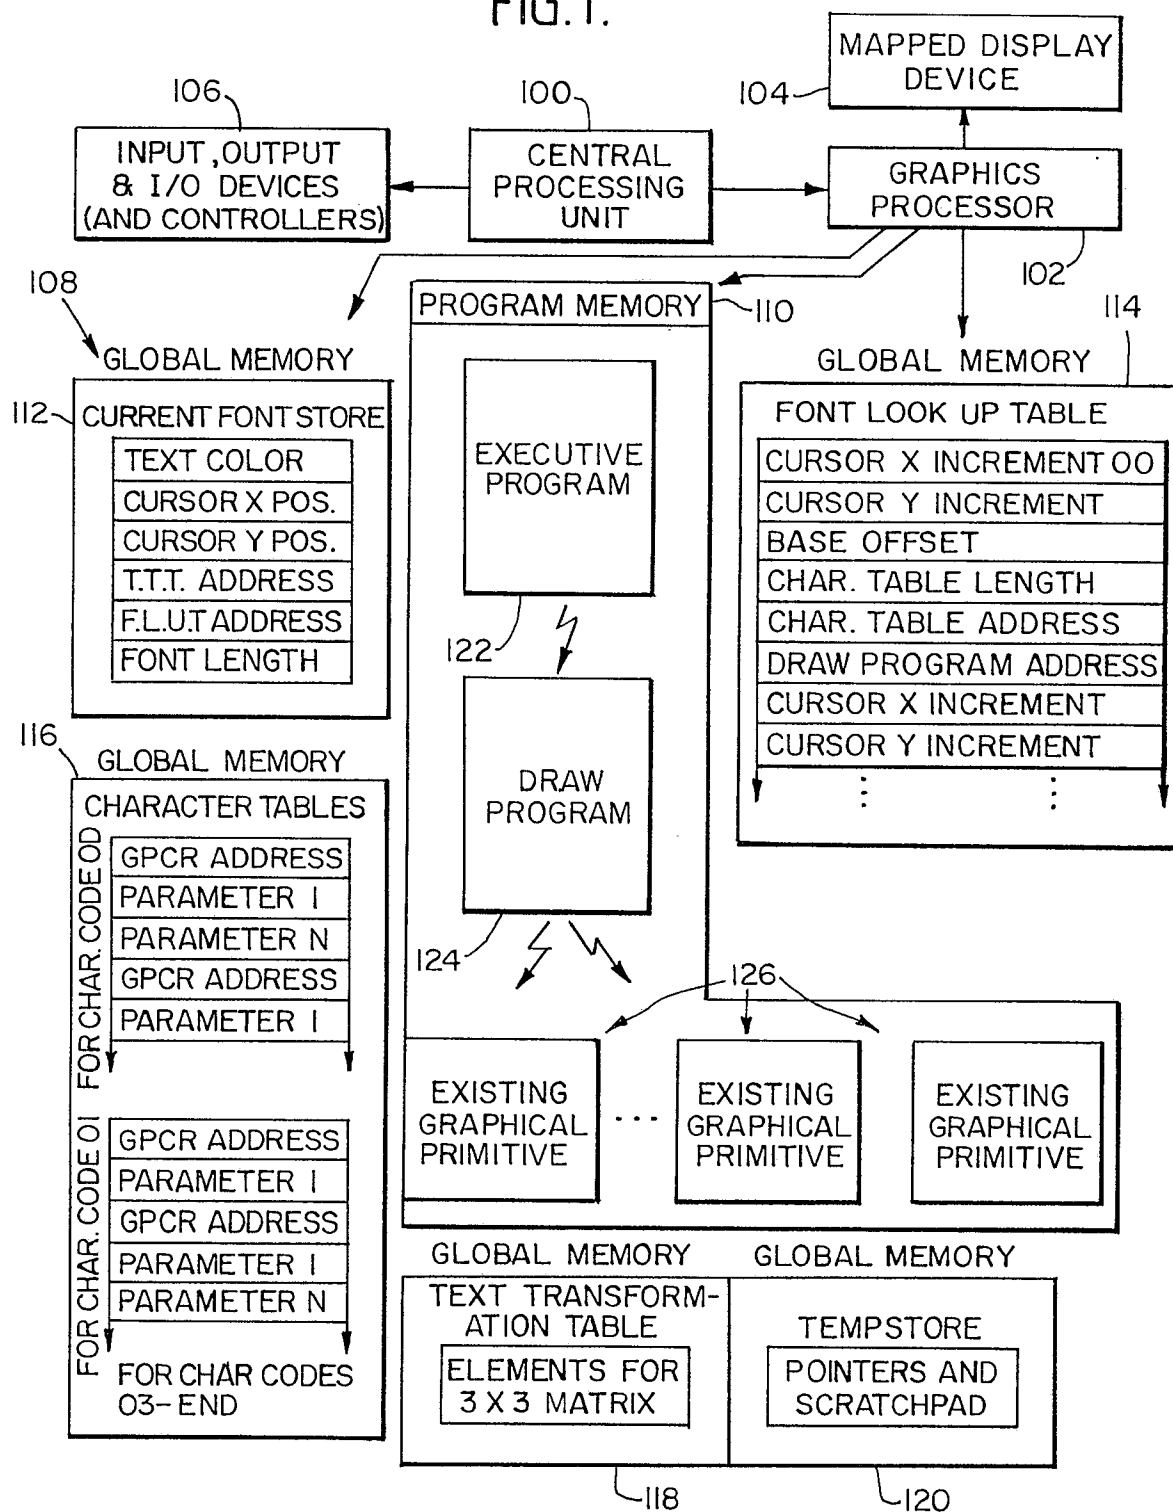 FIG. 1.
MAPPED DISPLAY
DEVICE
104
106
100
INPUT, OUTPUT
& I/O DEVICES
(AND CONTROLLERS)
CENTRAL
PROCESSING
UNIT
GRAPHICS
PROCESSOR
102
108
PROGRAM MEMORY
110
114
GLOBAL MEMORY
112
CURRENT FONT STORE
TEXT COLOR
CURSOR X POS.
CURSOR Y POS.
T.T.T. ADDRESS
F.L.U.T ADDRESS
FONT LENGTH
EXECUTIVE
PROGRAM
122
GLOBAL MEMORY
FONT LOOK UP TABLE
CURSOR X INCREMENT 00
CURSOR Y INCREMENT
BASE OFFSET
CHAR. TABLE LENGTH
CHAR. TABLE ADDRESS
DRAW PROGRAM ADDRESS
CURSOR X INCREMENT
CURSOR Y INCREMENT
116
GLOBAL MEMORY
CHARACTER TABLES
FOR CHAR. CODE 0D
GPCR ADDRESS
PARAMETER 1
PARAMETER N
GPCR ADDRESS
PARAMETER 1
FOR CHAR. CODE 01
GPCR ADDRESS
PARAMETER 1
GPCR ADDRESS
PARAMETER 1
PARAMETER N
FOR CHAR CODES
03-END
DRAW
PROGRAM
124
126
EXISTING
GRAPHICAL
PRIMITIVE
...
EXISTING
GRAPHICAL
PRIMITIVE
EXISTING
GRAPHICAL
PRIMITIVE
GLOBAL MEMORY
TEXT TRANSFORM-
ATION TABLE
ELEMENTS FOR
3 X 3 MATRIX
118
GLOBAL MEMORY
TEMPSTORE
POINTERS AND
SCRATCHPAD
120